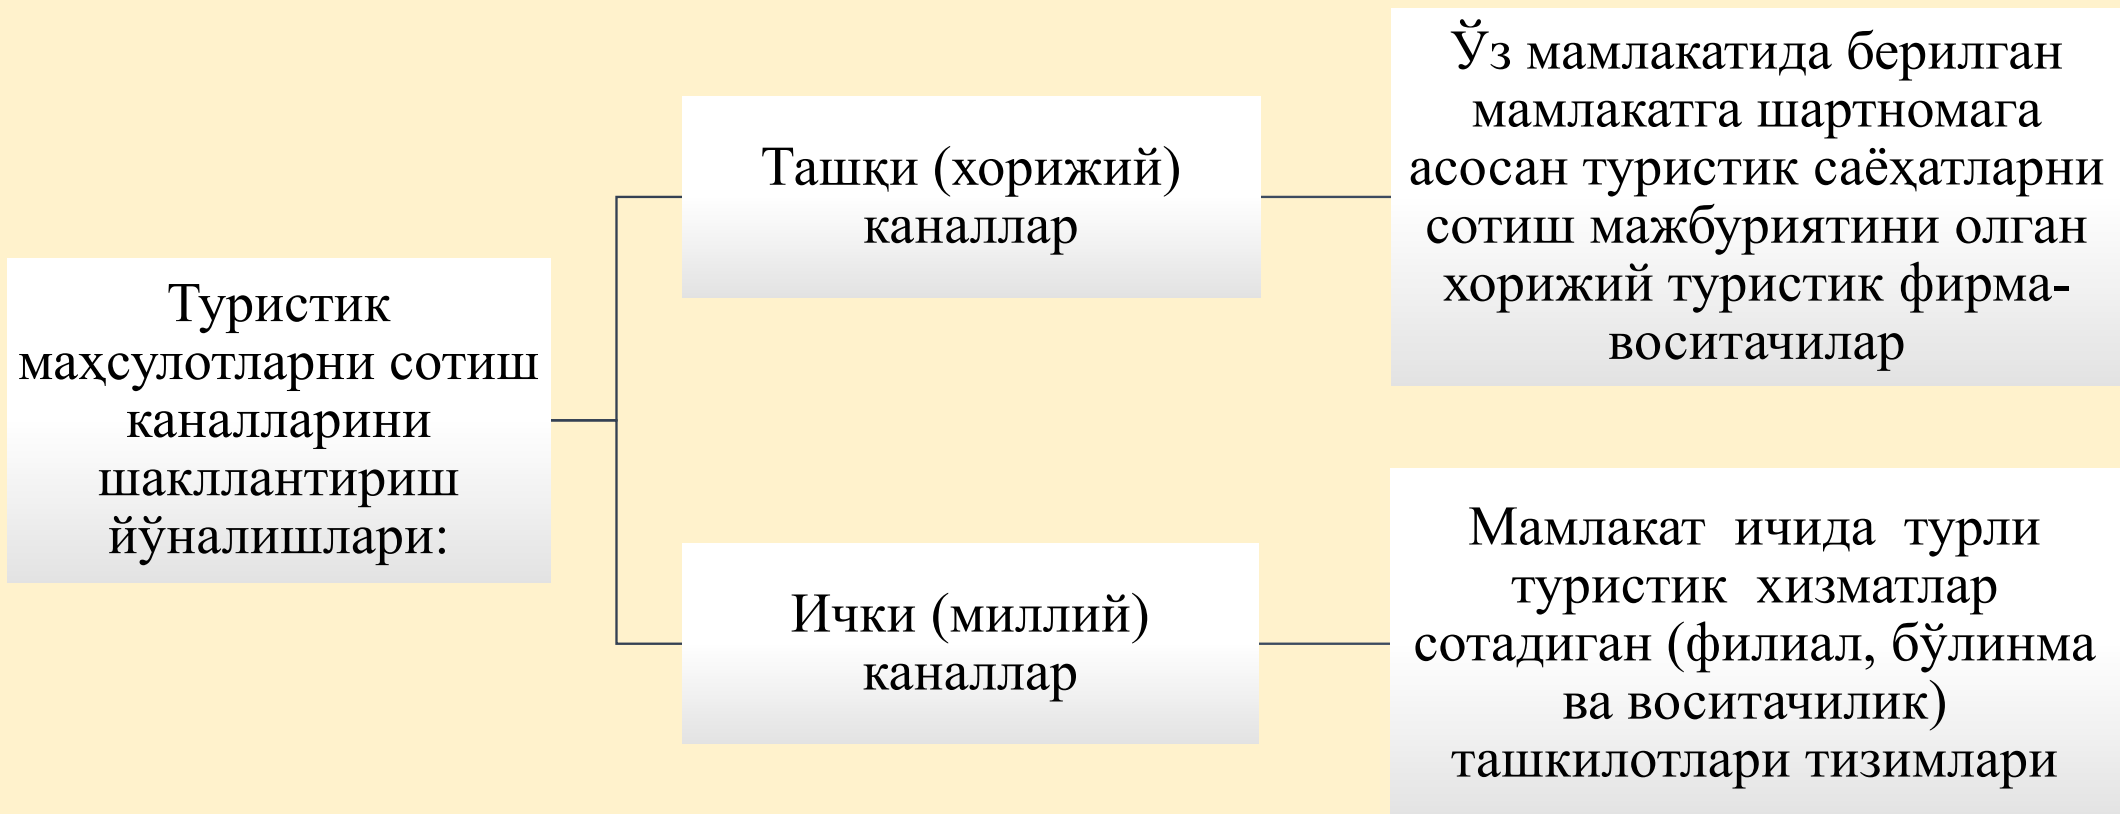 Туристик
маҳсулотларни сотиш
каналларини
шакллантириш
йўналишлари:
Ташқи (хорижий)
каналлар
Ўз мамлакатида берилган
мамлакатга шартномага
асосан туристик саёҳатларни
сотиш мажбуриятини олган
хорижий туристик фирма-
воситачилар
Ички (миллий)
каналлар
Мамлакат ичида турли
туристик хизматлар
сотадиган (филиал, бўлинма
ва воситачилик)
ташкилотлари тизимлари